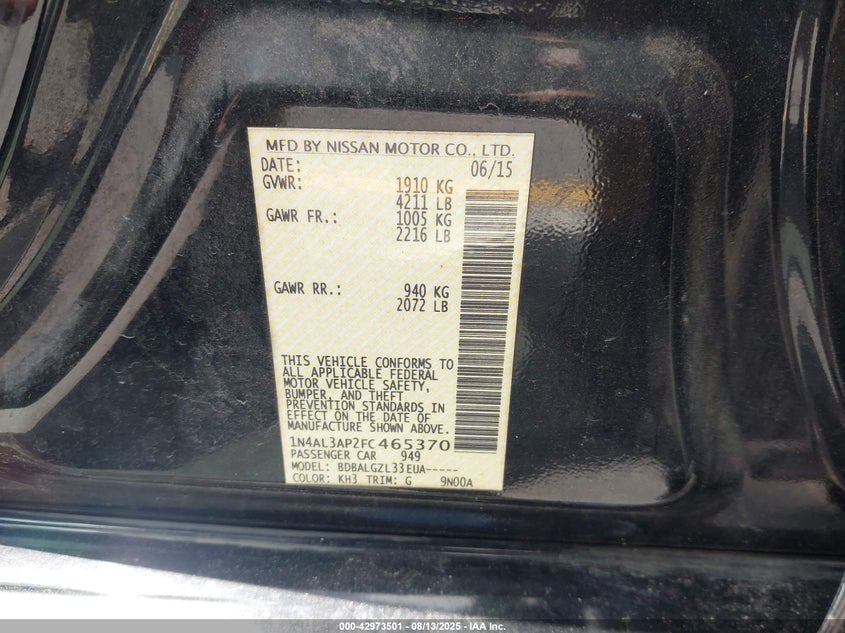 MFD BY NISSAN MOTOR CO., LTD.
DATE: 06/15
GVWR: 1910 KG
4211 LB
GAWR FR.: 1005 KG
2216 LB
GAWR RR.: 940 KG
2072 LB
THIS VEHICLE CONFORMS TO
ALL APPLICABLE FEDERAL
MOTOR VEHICLE SAFETY,
BUMPER, AND THEFT
PREVENTION STANDARDS IN
EFFECT ON THE DATE OF
MANUFACTURE SHOWN ABOVE.
1N4AL3AP2FC465370
PASSENGER CAR 949
MODEL: BDBALGZL33EUA-----
COLOR: KH3 TRIM: G 9N00A
000-42973501 - 08/13/2025 - IAA Inc.